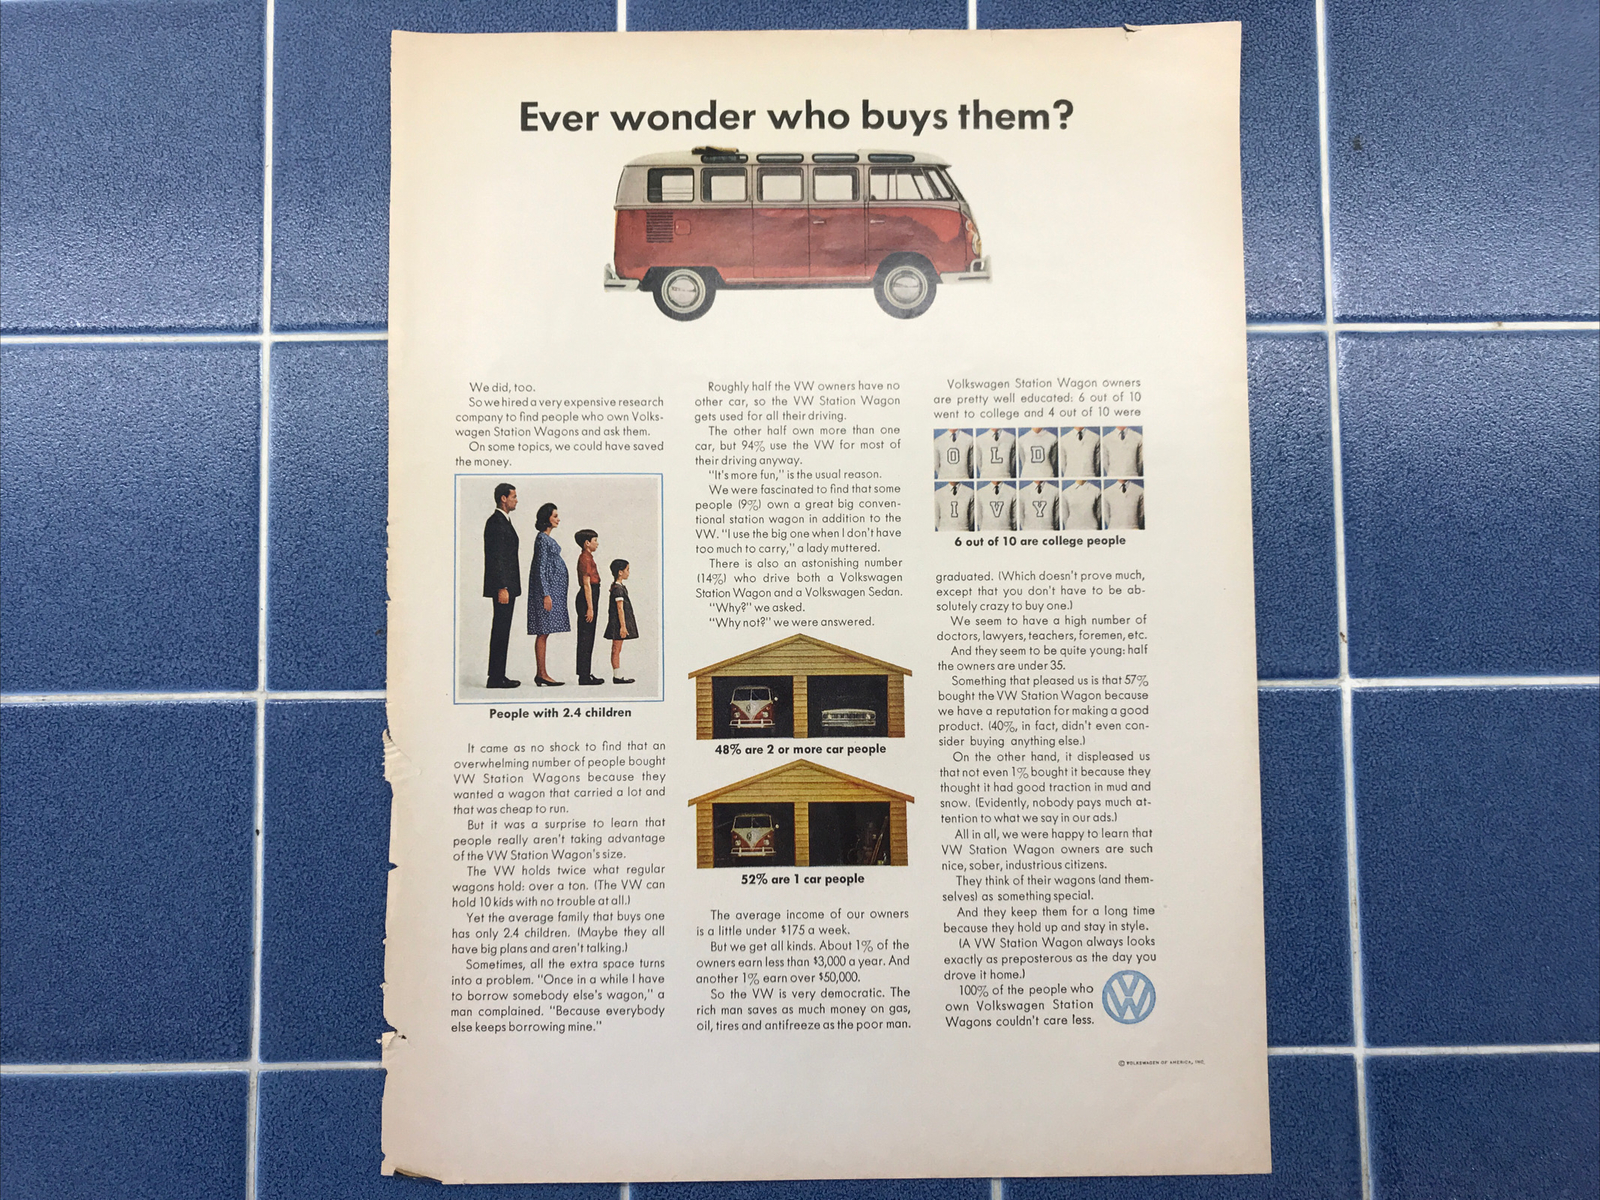 Ever wonder who buys them?
We did, too.
So we hired a very expensive research
company to find people who own Volks-
wagen Station Wagons and ask them.
On some topics, we could have saved
the money.
People with 2.4 children
It came as no shock to find that an
overwhelming number of people bought
VW Station Wagons because they
wanted a wagon that carried a lot and
that was cheap to run.
But it was a surprise to learn that
people really aren't taking advantage
of the VW Station Wagon's size.
The VW holds twice what regular
wagons hold: over a ton. (The VW can
hold 10 kids with no trouble at all.)
Yet the average family that buys one
has only 2.4 children. (Maybe they all
have big plans and aren't talking.)
Sometimes, all the extra space turns
into a problem. "Once in a while I have
to borrow somebody else's wagon," a
man complained. "Because everybody
else keeps borrowing mine."
Roughly half the VW owners have no
other car, so the VW Station Wagon
gets used for all their driving.
The other half own more than one
car, but 94% use the VW for most of
their driving anyway.
"It's more fun," is the usual reason.
We were fascinated to find that some
people (9%) own a great big conven-
tional station wagon in addition to the
VW. "I use the big one when I don't have
too much to carry," a lady muttered.
There is also an astonishing number
(14%) who drive both a Volkswagen
Station Wagon and a Volkswagen Sedan.
"Why?" we asked.
"Why not?" we were answered.
48% are 2 or more car people
52% are 1 car people
The average income of our owners
is a little under $175 a week.
But we get all kinds. About 1% of the
owners earn less than $3,000 a year. And
another 1% earn over $50,000.
So the VW is very democratic. The
rich man saves as much money on gas,
oil, tires and antifreeze as the poor man.
Volkswagen Station Wagon owners
are pretty well educated: 6 out of 10
went to college and 4 out of 10 were
O L D
I V Y
6 out of 10 are college people
graduated. (Which doesn't prove much,
except that you don't have to be ab-
solutely crazy to buy one.)
We seem to have a high number of
doctors, lawyers, teachers, foremen, etc.
And they seem to be quite young: half
the owners are under 35.
Something that pleased us is that 57%
bought the VW Station Wagon because
we have a reputation for making a good
product. (40%, in fact, didn't even con-
sider buying anything else.)
On the other hand, it displeased us
that not even 1% bought it because they
thought it had good traction in mud and
snow. (Evidently, nobody pays much at-
tention to what we say in our ads.)
All in all, we were happy to learn that
VW Station Wagon owners are such
nice, sober, industrious citizens.
They think of their wagons (and them-
selves) as something special.
And they keep them for a long time
because they hold up and stay in style.
(A VW Station Wagon always looks
exactly as preposterous as the day you
drove it home.)
100% of the people who
own Volkswagen Station
Wagons couldn't care less.
VW
© VOLKSWAGEN OF AMERICA, INC.